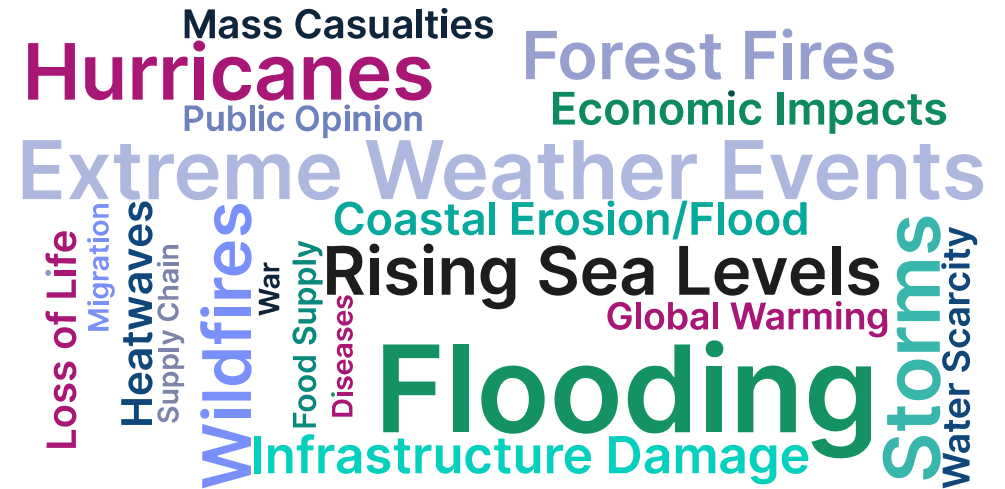 Mass Casualties
Hurricanes
Forest Fires
Public Opinion
Economic Impacts
Extreme Weather Events
Coastal Erosion/Flood
Rising Sea Levels
Global Warming
Flooding
Infrastructure Damage
Loss of Life
Migration
Heatwaves
Supply Chain
Wildfires
War
Food Supply
Diseases
Storms
Water Scarcity